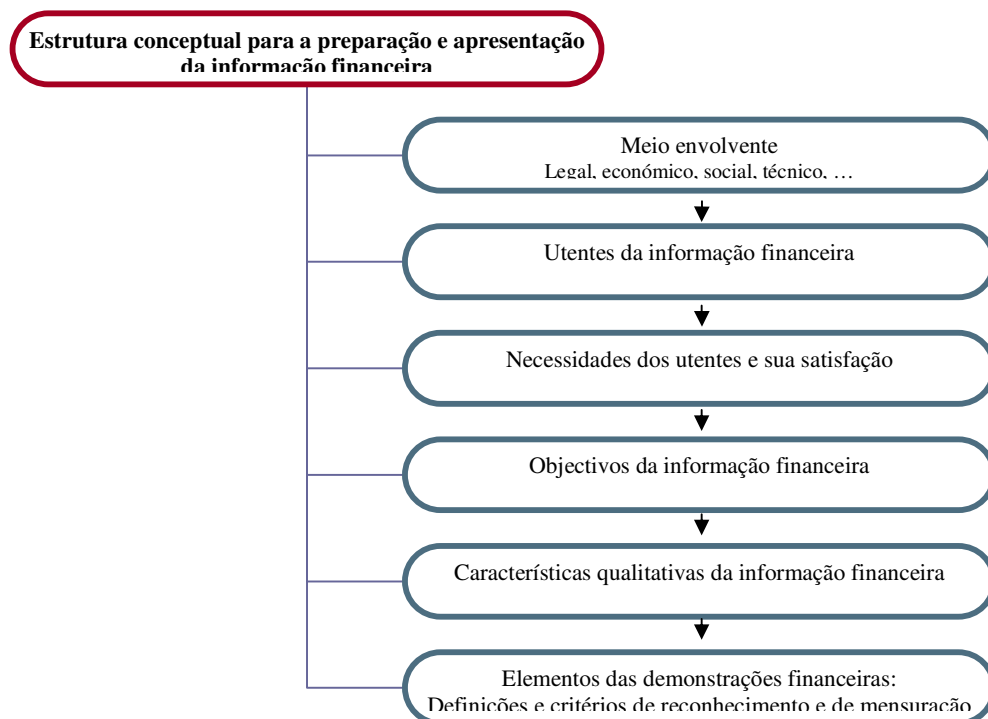 Estrutura conceptual para a preparação e apresentação
da informação financeira
Meio envolvente
Legal, económico, social, técnico, …
Utentes da informação financeira
Necessidades dos utentes e sua satisfação
Objectivos da informação financeira
Características qualitativas da informação financeira
Elementos das demonstrações financeiras:
Definições e critérios de reconhecimento e de mensuração